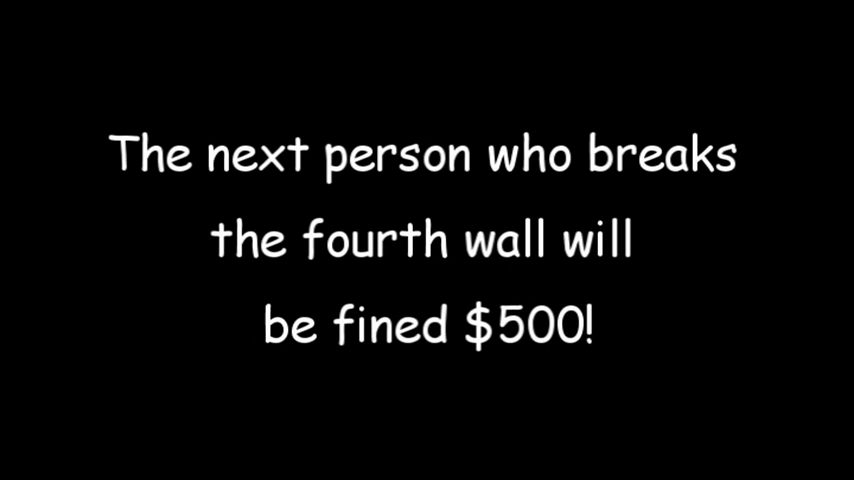 The next person who breaks
the fourth wall will
be fined $500!